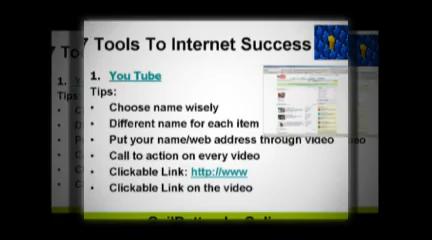 7 Tools To Internet Success
1. You Tube
Tips:
• Choose name wisely
• Different name for each item
• Put your name/web address through video
• Call to action on every video
• Clickable Link: http://www
• Clickable Link on the video